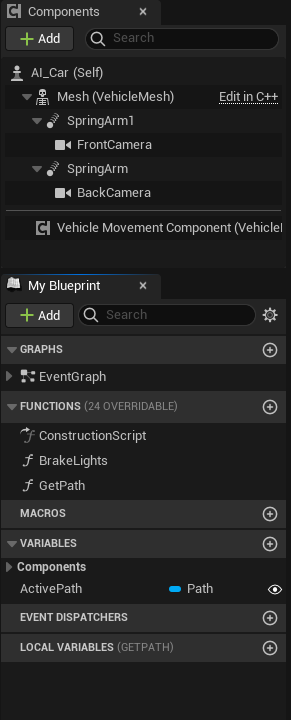 Components
Add
Search
AI_Car (Self)
Mesh (VehicleMesh) Edit in C++
SpringArm1
FrontCamera
SpringArm
BackCamera
Vehicle Movement Component (Vehicle
My Blueprint
Add
Search
GRAPHS
EventGraph
FUNCTIONS (24 OVERRIDABLE)
ConstructionScript
BrakeLights
GetPath
MACROS
VARIABLES
Components
ActivePath Path
EVENT DISPATCHERS
LOCAL VARIABLES (GETPATH)